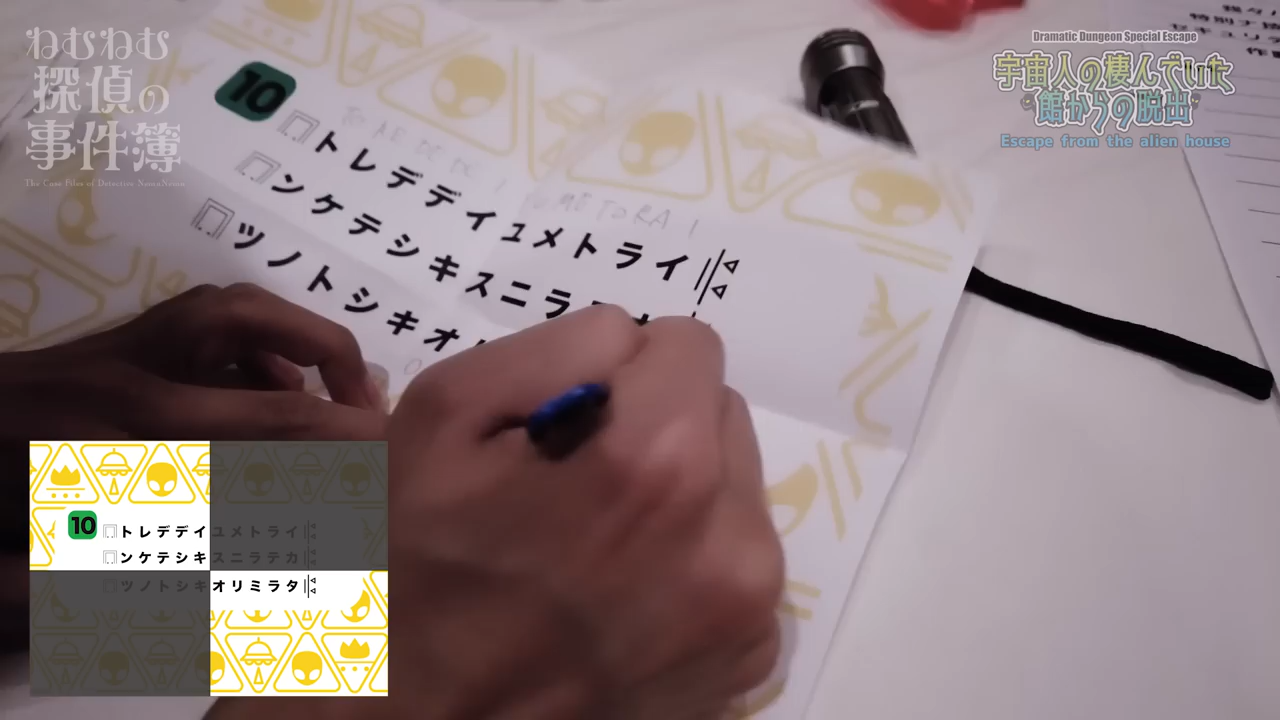 ねむねむ
探偵の
事件簿
The Case Files of Detective NemuNemu
Dramatic Dungeon Special Escape
宇宙人の棲んでいた
館からの脱出
Escape from the alien house
10
トレデデイユメトライ
ンケテシキスニラ
ツノトシキオ
10
トレデデイユメトライ
ンケテシキスニラテカ
ツノトシキオリミラタ